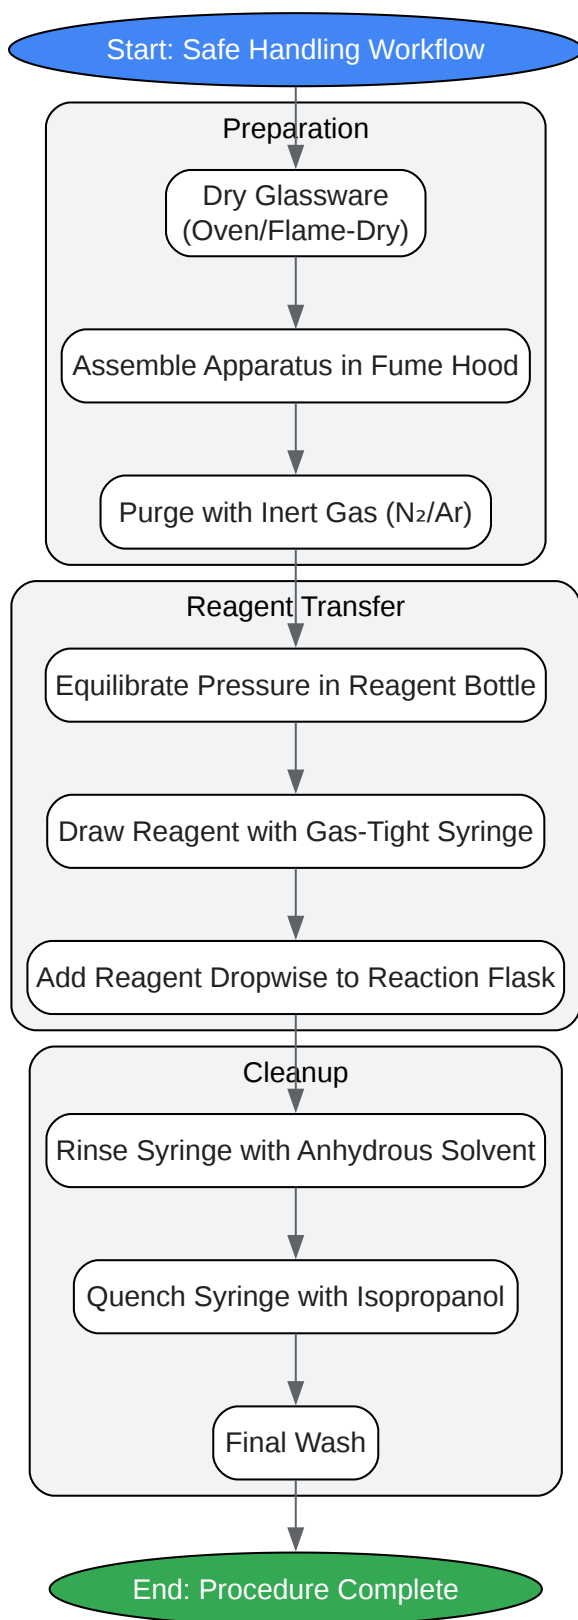 Start: Safe Handling Workflow
Preparation
Dry Glassware
(Oven/Flame-Dry)
Assemble Apparatus in Fume Hood
Purge with Inert Gas (N₂/Ar)
Reagent Transfer
Equilibrate Pressure in Reagent Bottle
Draw Reagent with Gas-Tight Syringe
Add Reagent Dropwise to Reaction Flask
Cleanup
Rinse Syringe with Anhydrous Solvent
Quench Syringe with Isopropanol
Final Wash
End: Procedure Complete